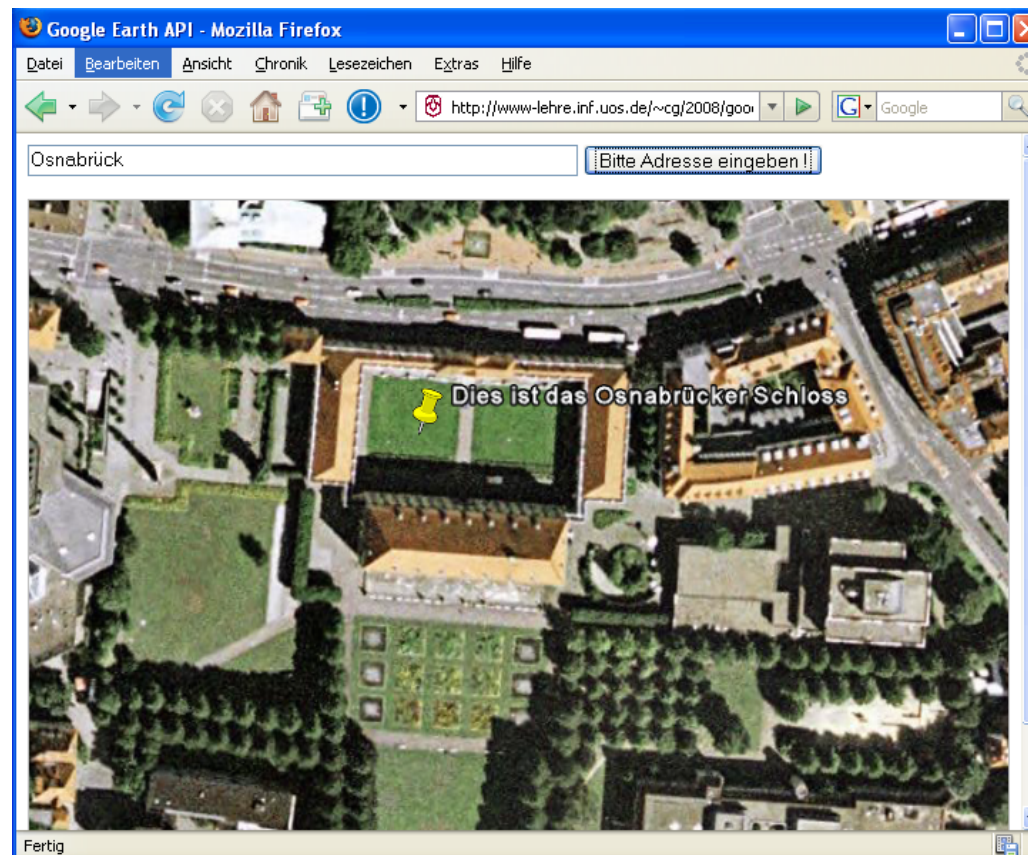 Google Earth API - Mozilla Firefox
Datei Bearbeiten Ansicht Chronik Lesezeichen Extras Hilfe
http://www-lehre.inf.uos.de/~cg/2008/goo
G Google
Osnabrück Bitte Adresse eingeben !
Dies ist das Osnabrücker Schloss
Fertig